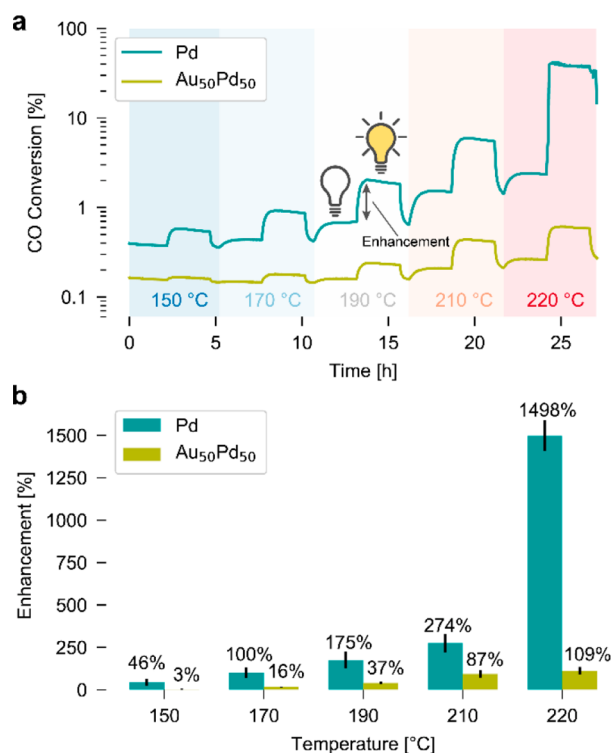 a
100
10
1
0.1
CO Conversion [%]
Pd
Au₅₀Pd₅₀
Enhancement
150 °C 170 °C 190 °C 210 °C 220 °C
0 5 10 15 20 25
Time [h]
b
1500
1250
1000
750
500
250
0
Enhancement [%]
Pd
Au₅₀Pd₅₀
46% 3% 100% 16% 175% 37% 274% 87% 1498% 109%
150 170 190 210 220
Temperature [°C]